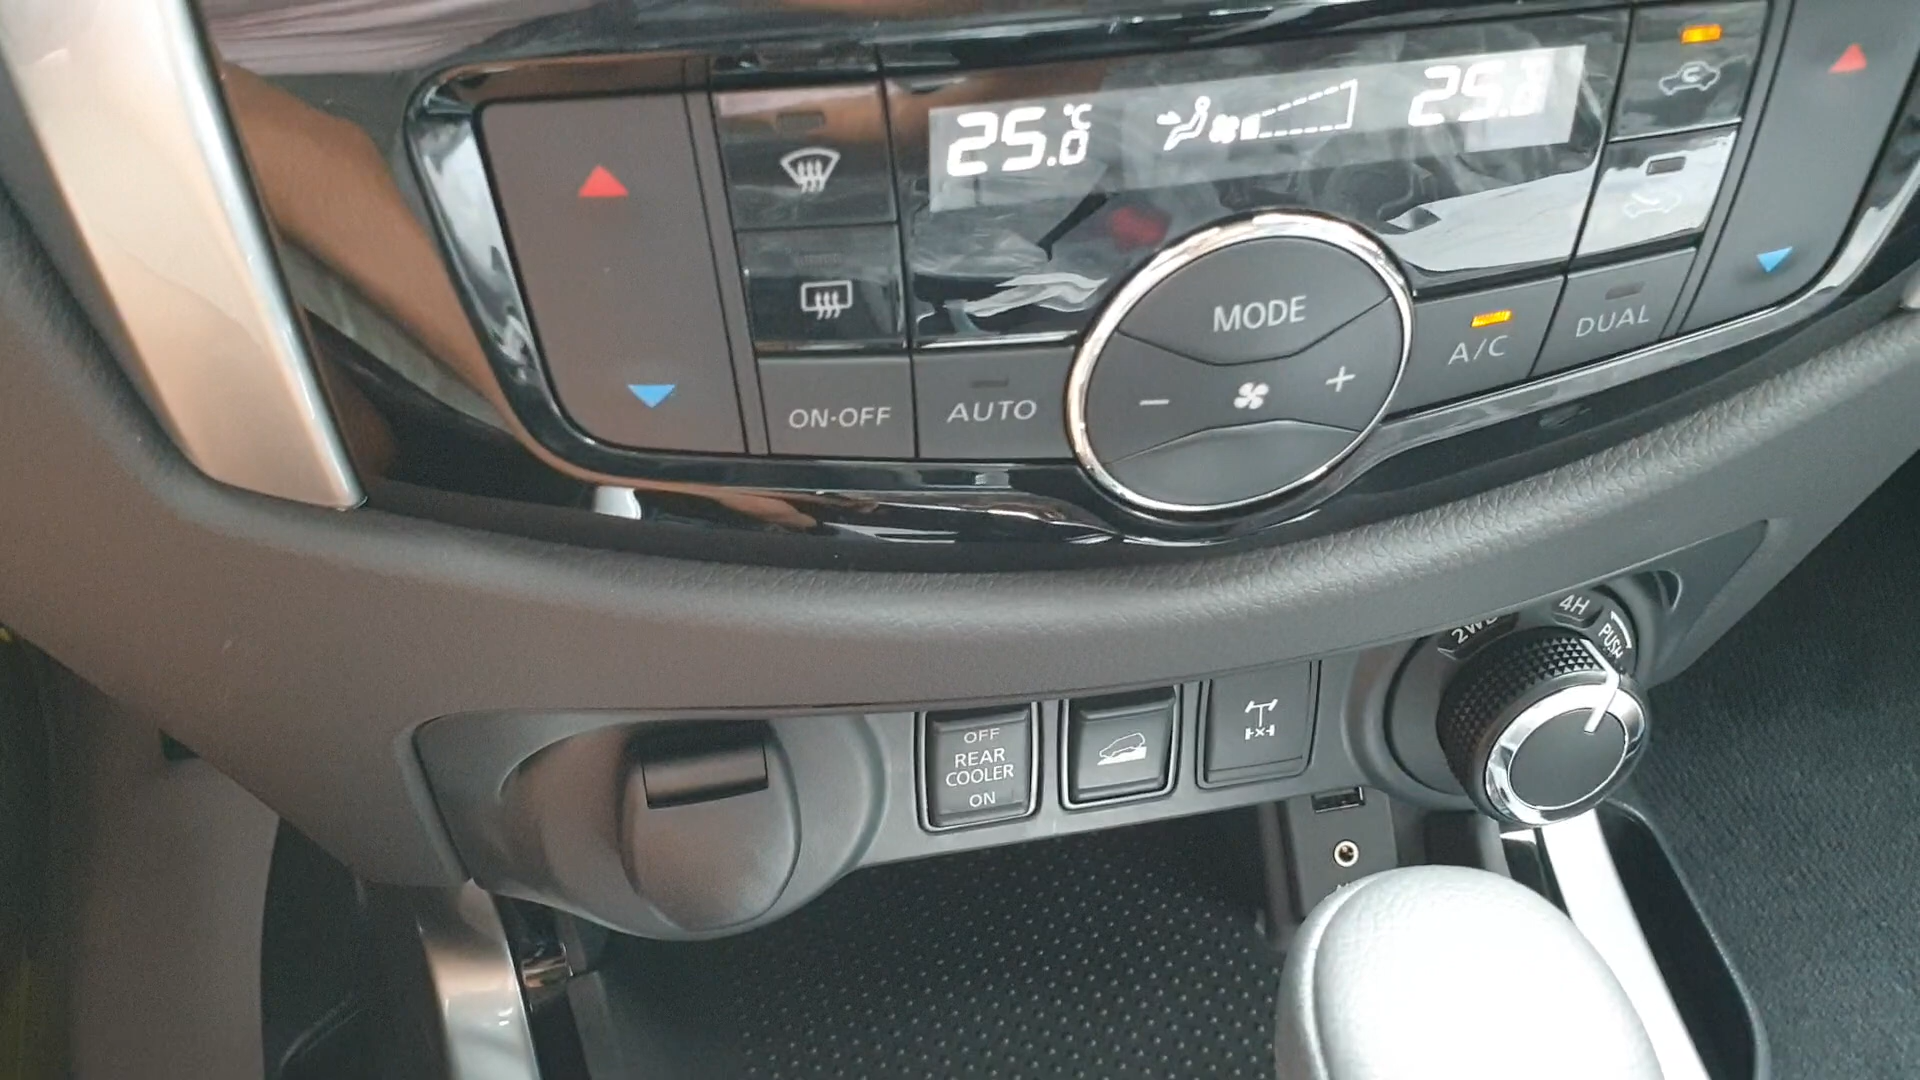 25.0°C
25.0
MODE
ON·OFF
AUTO
A/C
DUAL
4H
2WD
PUSH
OFF
REAR
COOLER
ON